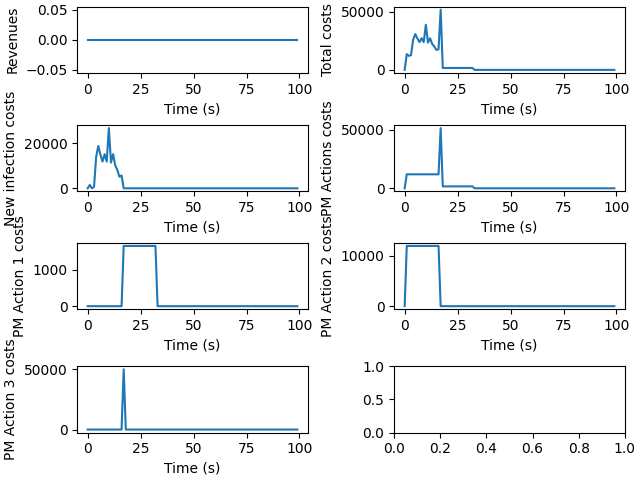 Revenues
0.05
0.00
−0.05
0 25 50 75 100
Time (s)
Total costs
50000
0
0 25 50 75 100
Time (s)
New infection costs
20000
0
0 25 50 75 100
Time (s)
PM Actions costs
50000
0
0 25 50 75 100
Time (s)
PM Action 1 costs
1000
0
0 25 50 75 100
Time (s)
PM Action 2 costs
10000
0
0 25 50 75 100
Time (s)
PM Action 3 costs
50000
0
0 25 50 75 100
Time (s)
1.0
0.5
0.0
0.0 0.2 0.4 0.6 0.8 1.0